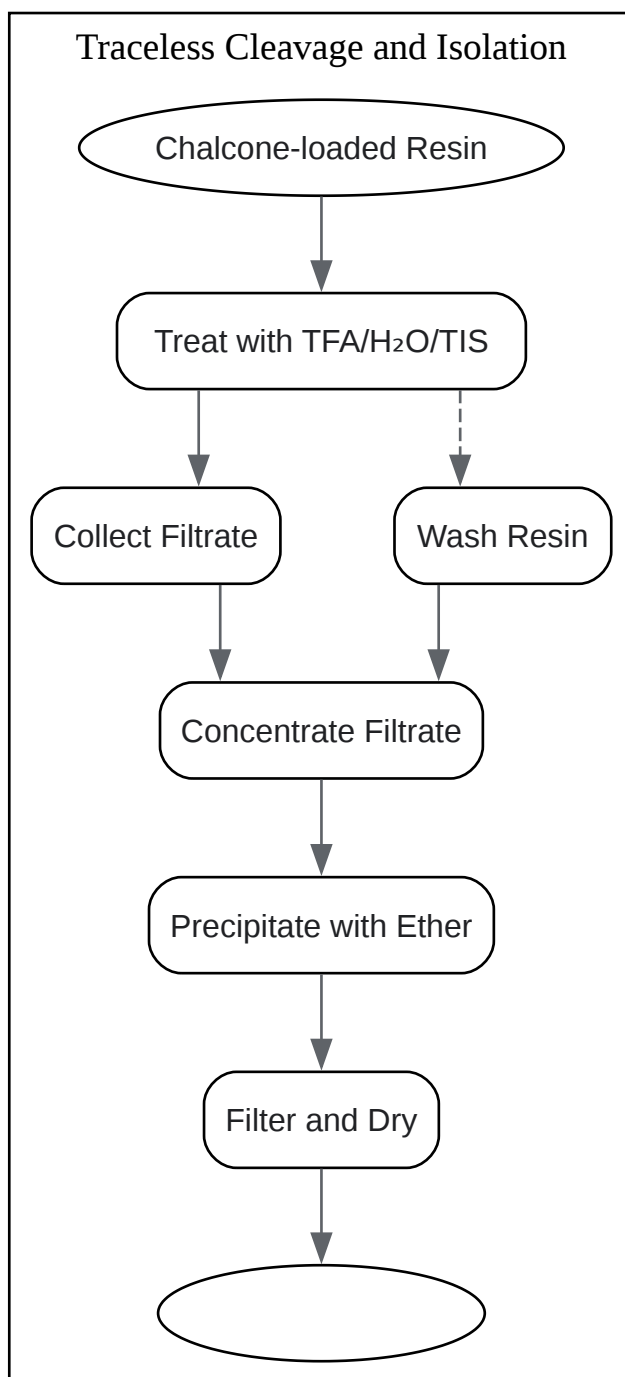 Traceless Cleavage and Isolation
Chalcone-loaded Resin
Treat with TFA/H₂O/TIS
Collect Filtrate
Wash Resin
Concentrate Filtrate
Precipitate with Ether
Filter and Dry